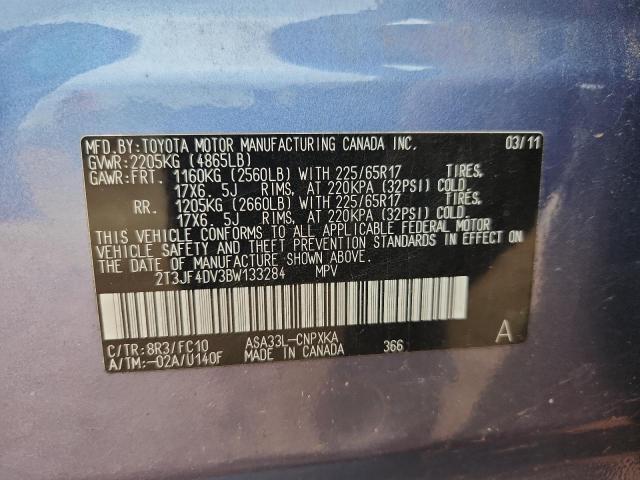 MFD.BY:TOYOTA MOTOR MANUFACTURING CANADA INC. 03/11
GVWR:2205KG (4865LB)
GAWR:FRT. 1160KG (2560LB) WITH 225/65R17 TIRES,
17X6. 5J RIMS, AT 220KPA (32PSI) COLD.
RR. 1205KG (2660LB) WITH 225/65R17 TIRES,
17X6. 5J RIMS, AT 220KPA (32PSI) COLD.
THIS VEHICLE CONFORMS TO ALL APPLICABLE FEDERAL MOTOR
VEHICLE SAFETY AND THEFT PREVENTION STANDARDS IN EFFECT ON
THE DATE OF MANUFACTURE SHOWN ABOVE.
2T3JF4DV3BW133284 MPV
C/TR:8R3/FC10 ASA33L-CNPXKA 366 A
A/TM:-02A/U140F MADE IN CANADA